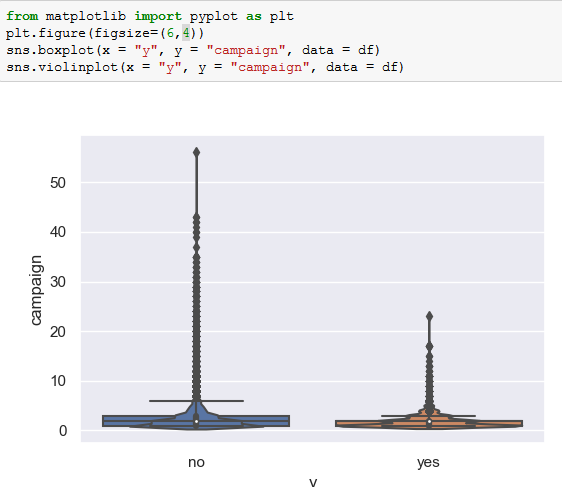 from matplotlib import pyplot as plt
plt.figure(figsize=(6,4))
sns.boxplot(x = "y", y = "campaign", data = df)
sns.violinplot(x = "y", y = "campaign", data = df)
50
40
30
20
10
0
campaign
no yes
y